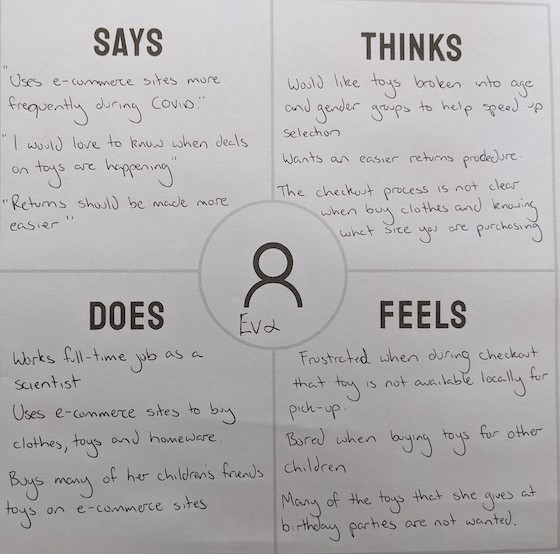 SAYS
"Uses e-commerce sites more
frequently during COVID."
"I would love to know when deals
on toys are happening"
"Returns should be made more
easier"
THINKS
Would like toys broken into age
and gender groups to help speed up
selection
Wants an easier returns prodedure.
The checkout process is not clear
when buy clothes and knowing
what size you are purchasing
Eva
DOES
Works full-time job as a
scientist
Uses e-commerce sites to buy
clothes, toys and homeware.
Buys many of her children's friends
toys on e-commerce sites
FEELS
Frustrated when during checkout
that toy is not available locally for
pick-up.
Bored when buying toys for other
children
Many of the toys that she gives at
birthday parties are not wanted.